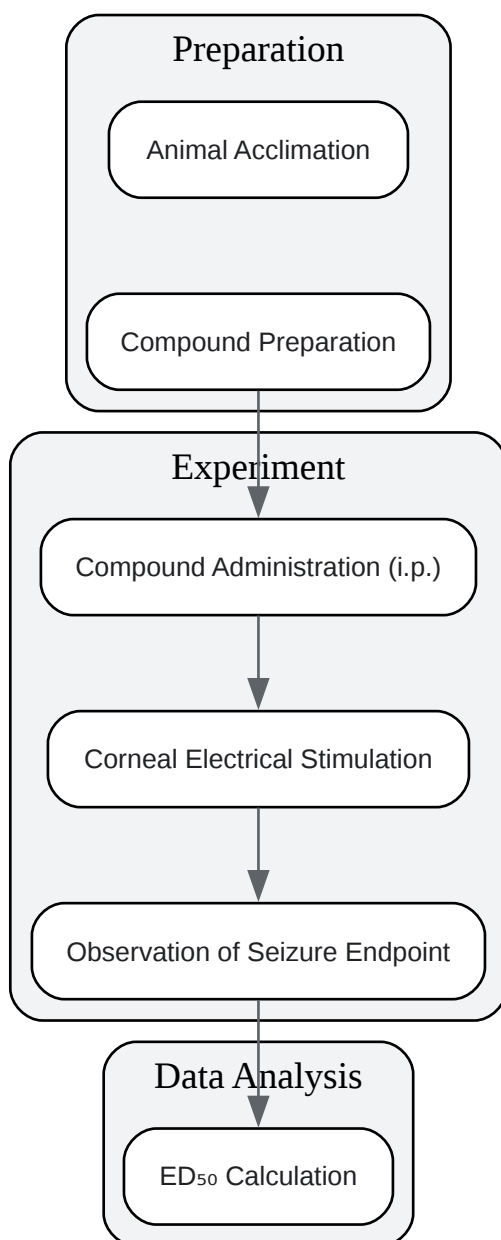 Preparation
Animal Acclimation
Compound Preparation
Experiment
Compound Administration (i.p.)
Corneal Electrical Stimulation
Observation of Seizure Endpoint
Data Analysis
ED₅₀ Calculation